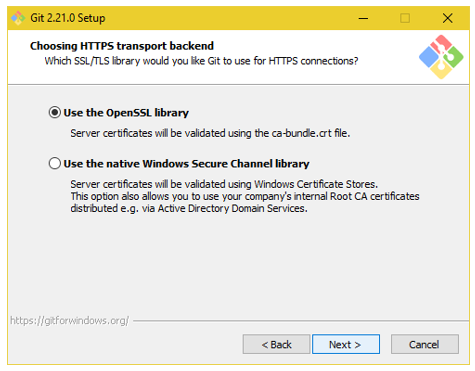 Git 2.21.0 Setup
Choosing HTTPS transport backend
Which SSL/TLS library would you like Git to use for HTTPS connections?
Use the OpenSSL library
Server certificates will be validated using the ca-bundle.crt file.
Use the native Windows Secure Channel library
Server certificates will be validated using Windows Certificate Stores.
This option also allows you to use your company's internal Root CA certificates
distributed e.g. via Active Directory Domain Services.
https://gitforwindows.org/
< Back Next > Cancel